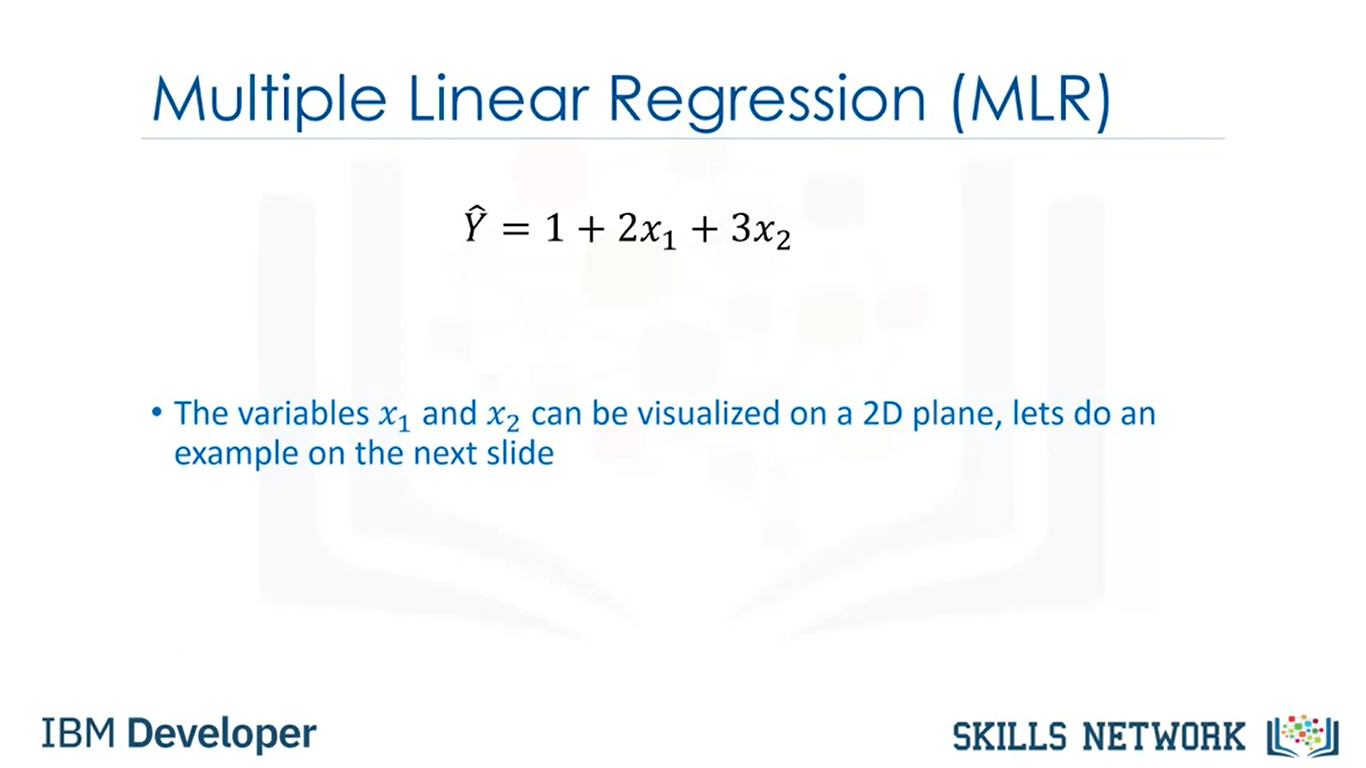 Multiple Linear Regression (MLR)
Ŷ = 1 + 2x₁ + 3x₂
• The variables x₁ and x₂ can be visualized on a 2D plane, lets do an
example on the next slide
IBM Developer
SKILLS NETWORK